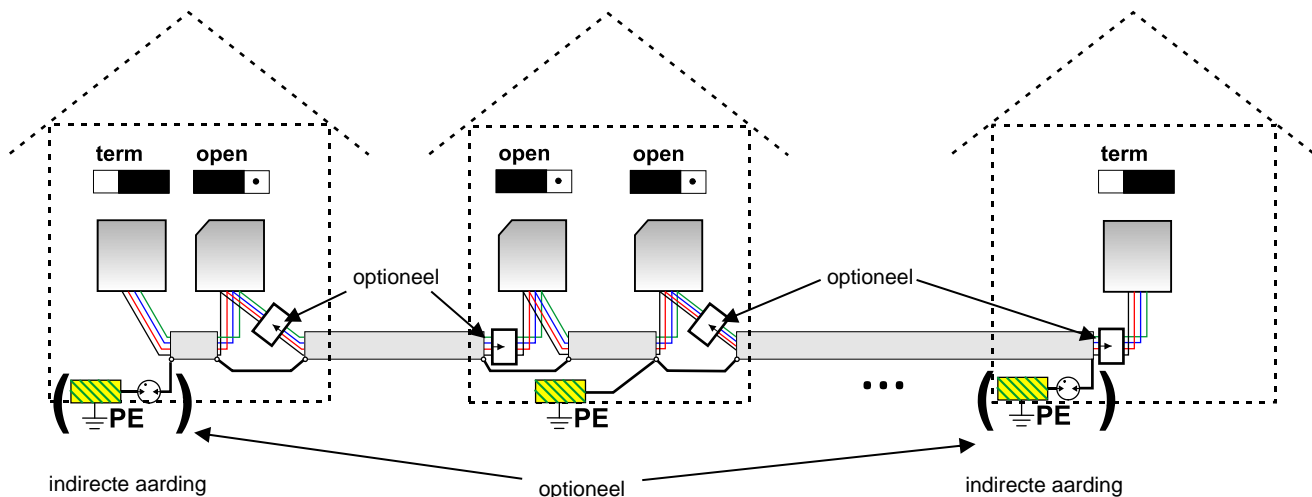 term open
open open
term
optioneel
optioneel
PE
PE
PE
indirecte aarding
optioneel
indirecte aarding